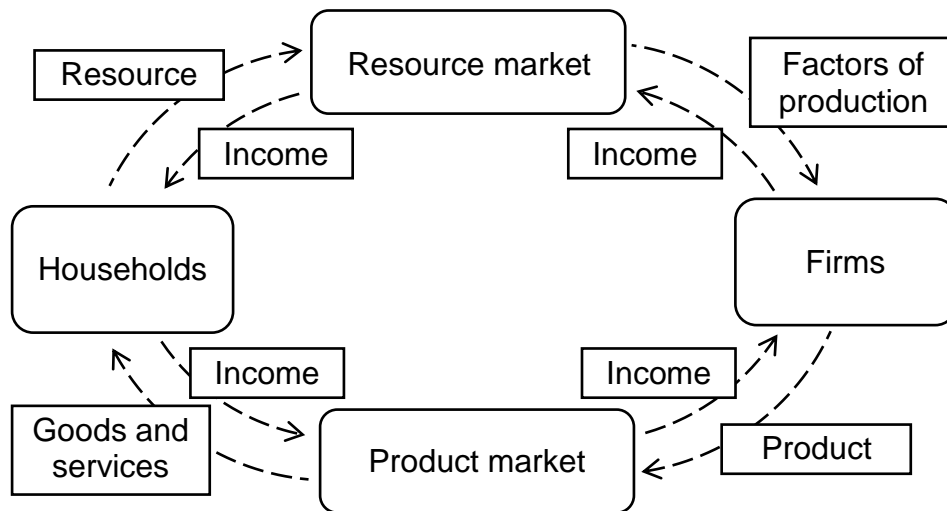 Resource market
Resource
Factors of
production
Income
Income
Households
Firms
Income
Income
Goods and
services
Product market
Product